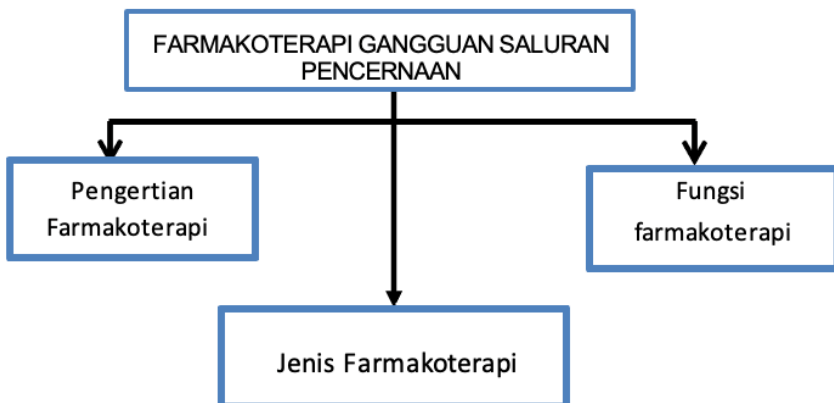 FARMAKOTERAPI GANGGUAN SALURAN
PENCERNAAN
Pengertian
Farmakoterapi
Fungsi
farmakoterapi
Jenis Farmakoterapi